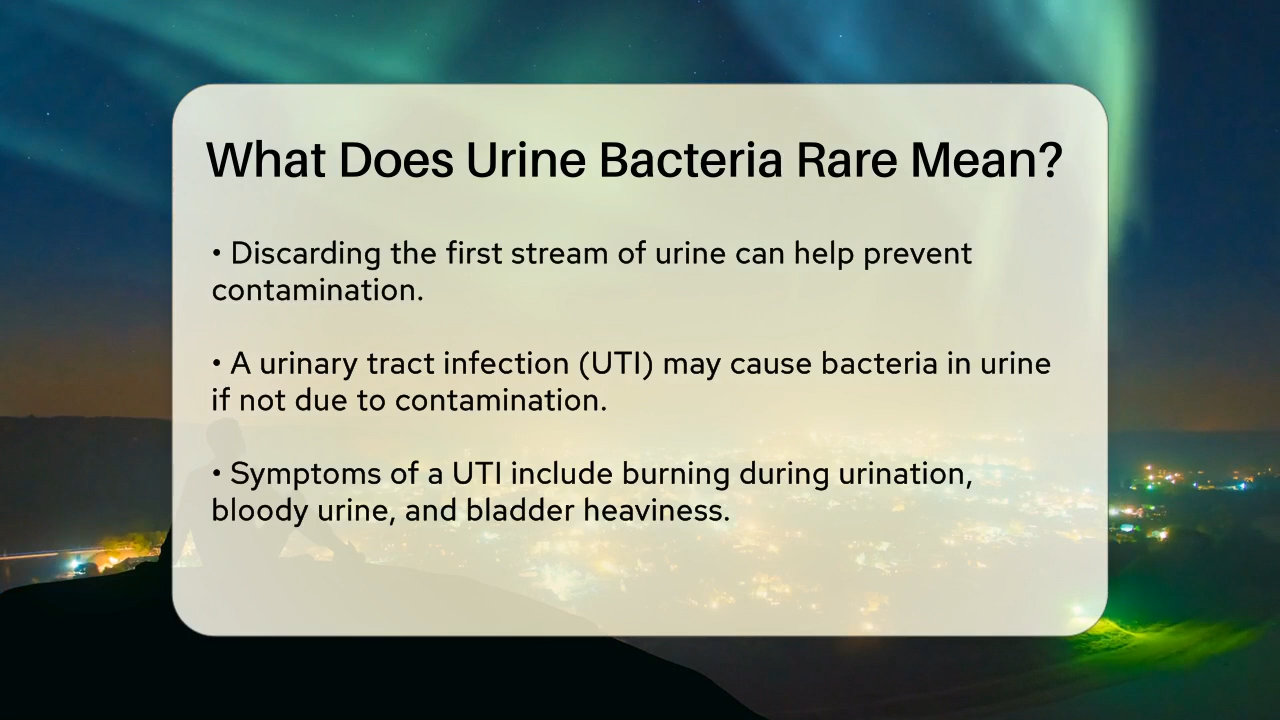 What Does Urine Bacteria Rare Mean?
• Discarding the first stream of urine can help prevent
contamination.
• A urinary tract infection (UTI) may cause bacteria in urine
if not due to contamination.
• Symptoms of a UTI include burning during urination,
bloody urine, and bladder heaviness.